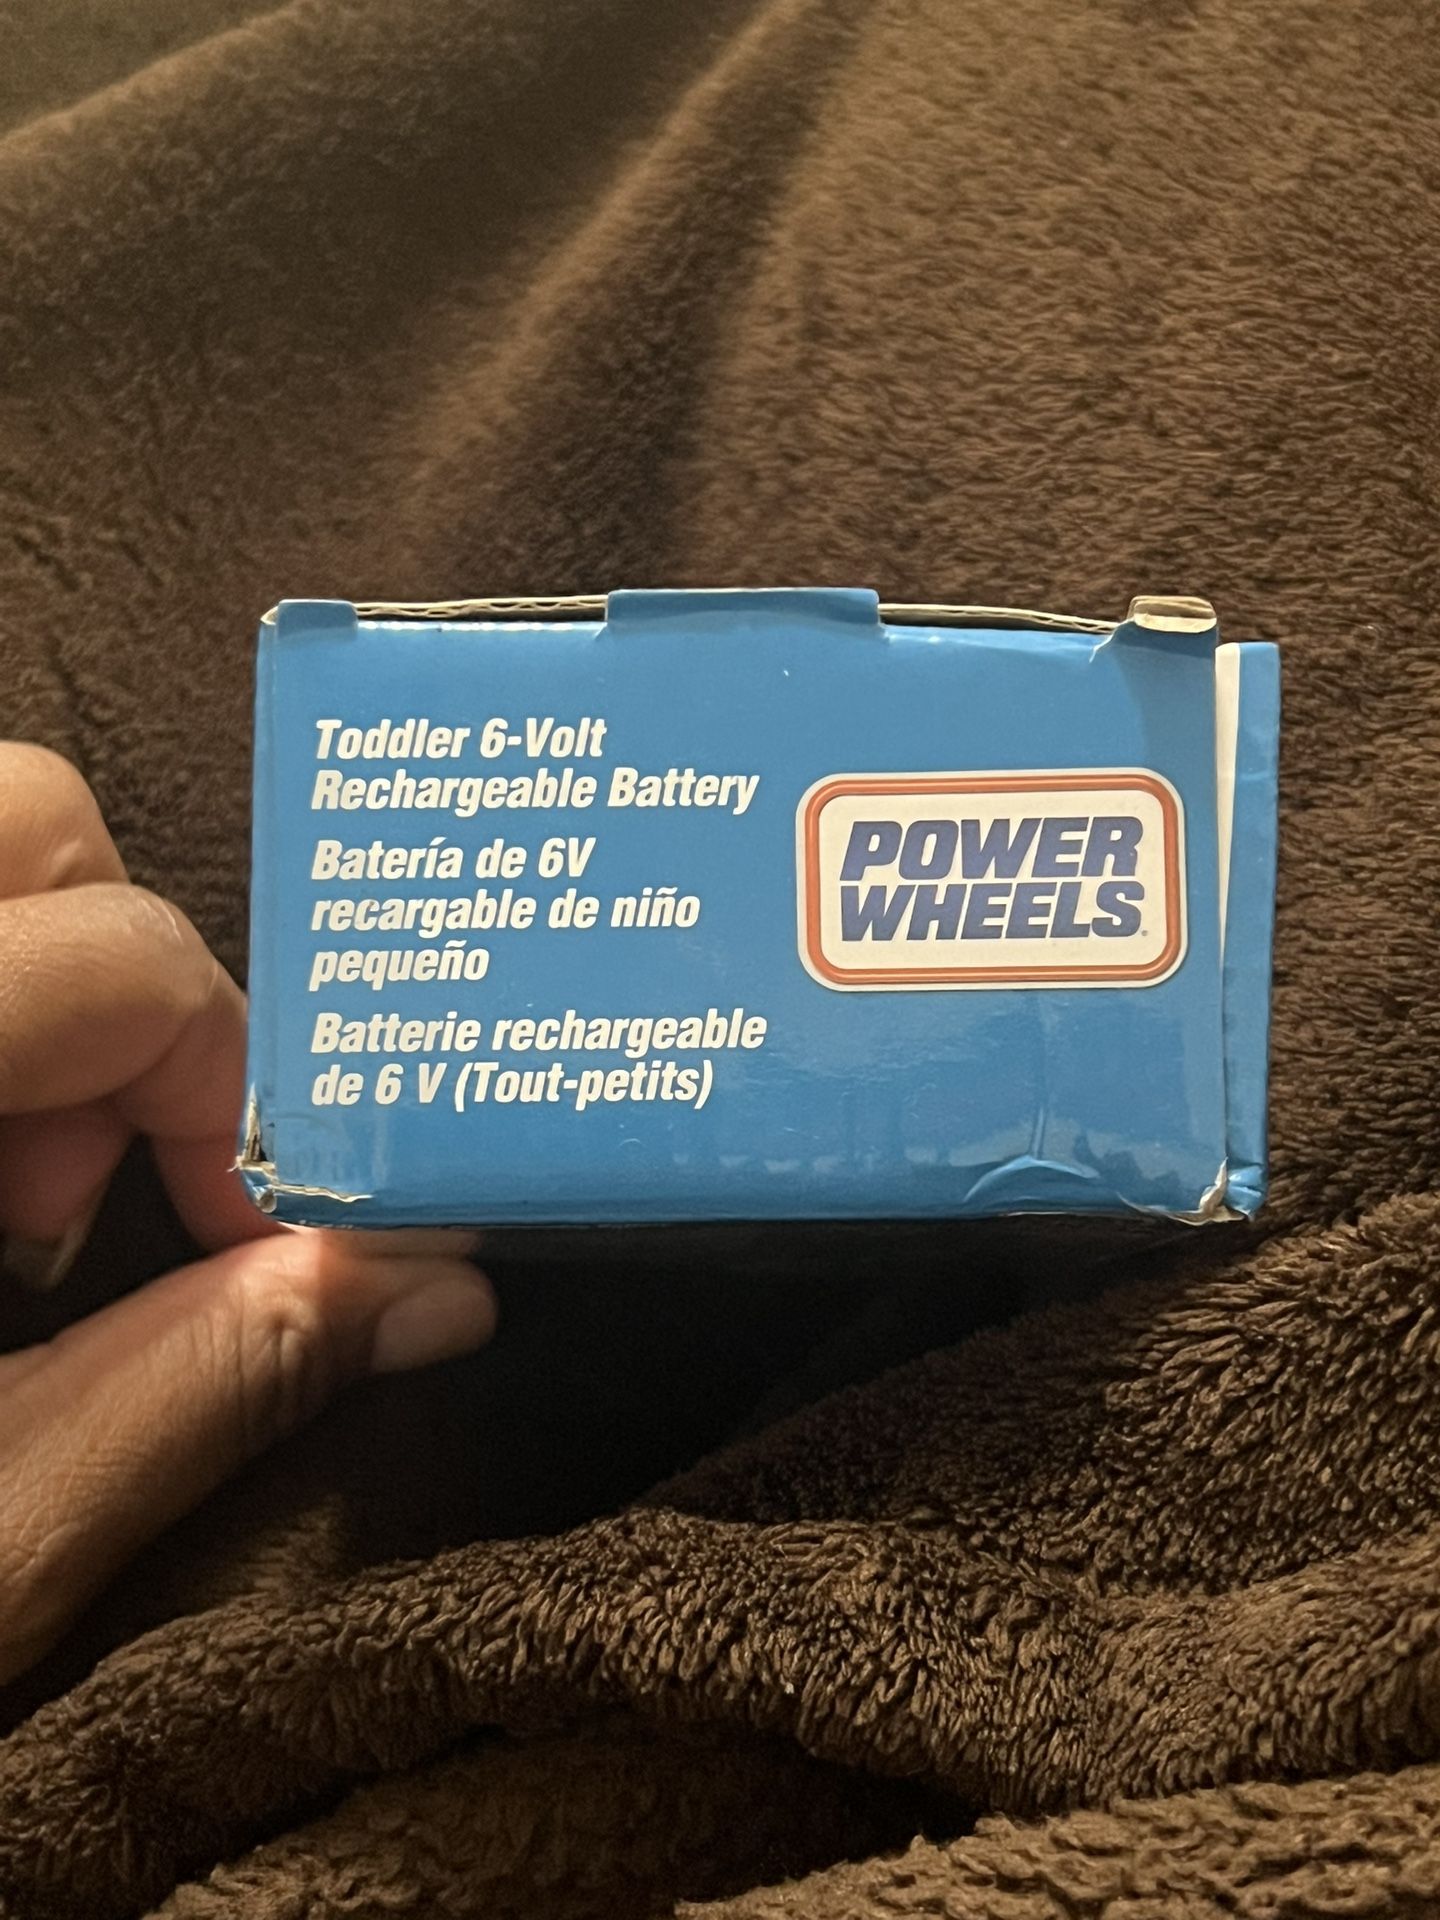 Toddler 6-Volt
Rechargeable Battery
Batería de 6V
recargable de niño
pequeño
Batterie rechargeable
de 6 V (Tout-petits)
POWER
WHEELS®